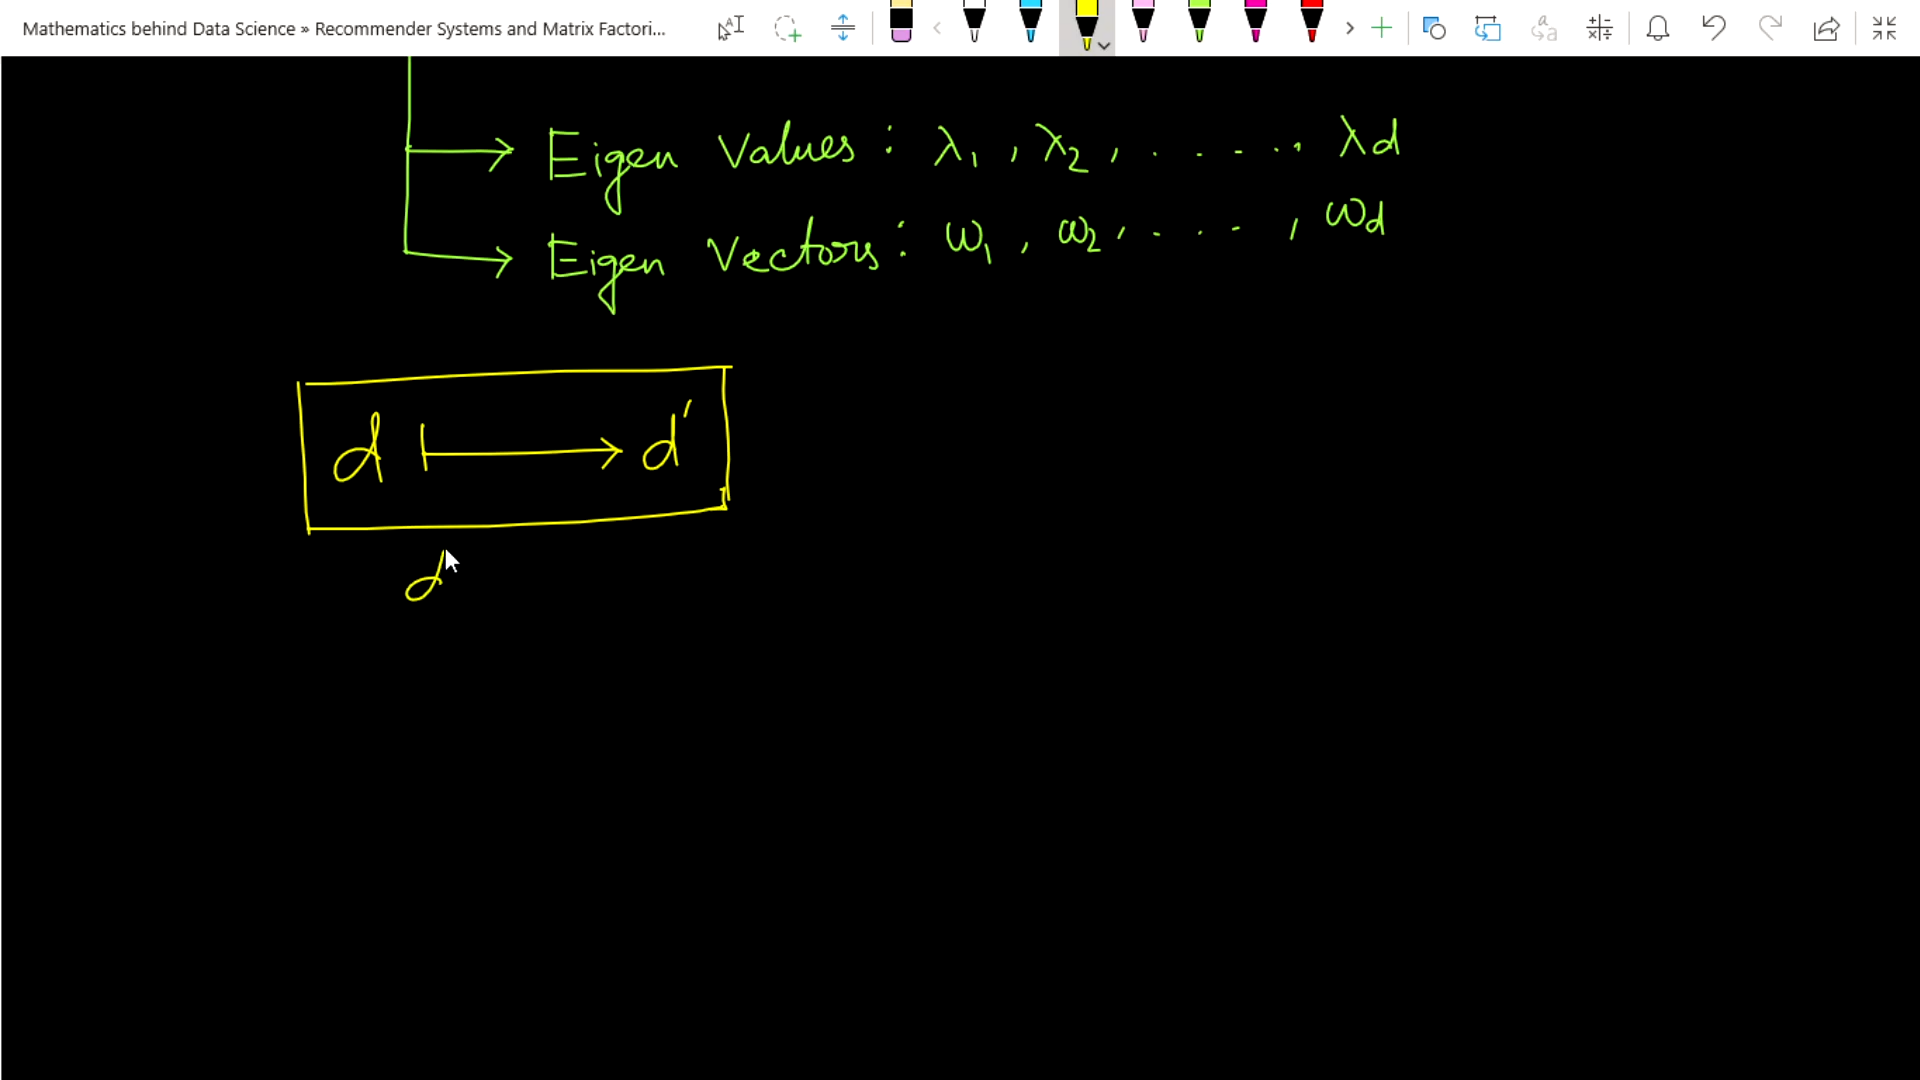 Mathematics behind Data Science » Recommender Systems and Matrix Factori...
Eigen Values : λ₁ , λ₂ , . . . . . . λd
Eigen Vectors : ω₁ , ω₂ , . . . . , ωd
d ↦ d'
d